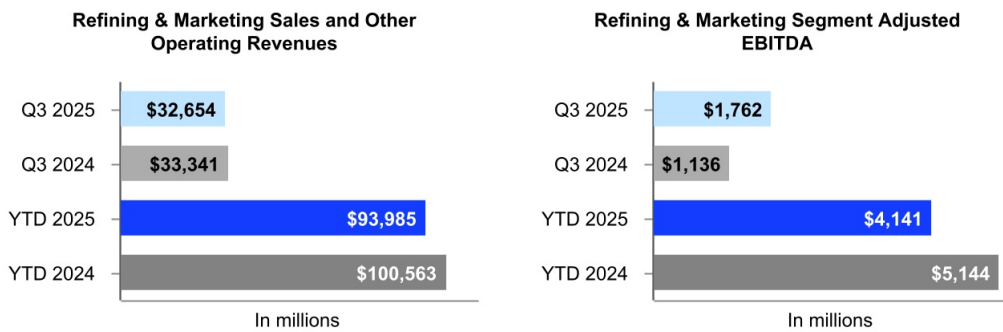 Refining & Marketing Sales and Other
Operating Revenues
Q3 2025
$32,654
Q3 2024
$33,341
YTD 2025
$93,985
YTD 2024
$100,563
In millions
Refining & Marketing Segment Adjusted
EBITDA
Q3 2025
$1,762
Q3 2024
$1,136
YTD 2025
$4,141
YTD 2024
$5,144
In millions